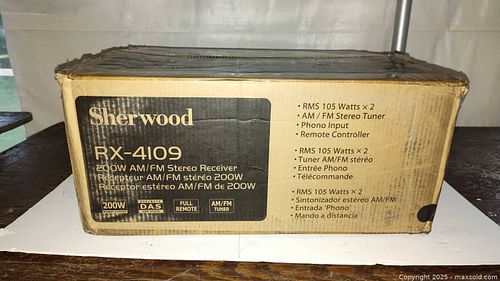 Sherwood
RX-4109
200W AM/FM Stereo Receiver
Récepteur AM/FM stéréo 200W
Receptor estéreo AM/FM de 200W
200W
DAS
FULL
REMOTE
AM/FM
TUNER
• RMS 105 Watts × 2
• AM / FM Stereo Tuner
• Phono Input
• Remote Controller
• RMS 105 Watts × 2
• Tuner AM/FM stéréo
• Entrée Phono
• Télécommande
• RMS 105 Watts × 2
• Sintonizador estéreo AM/FM
• Entrada 'Phono'
• Mando a distancia
Copyright © 2025 - maxsold.com